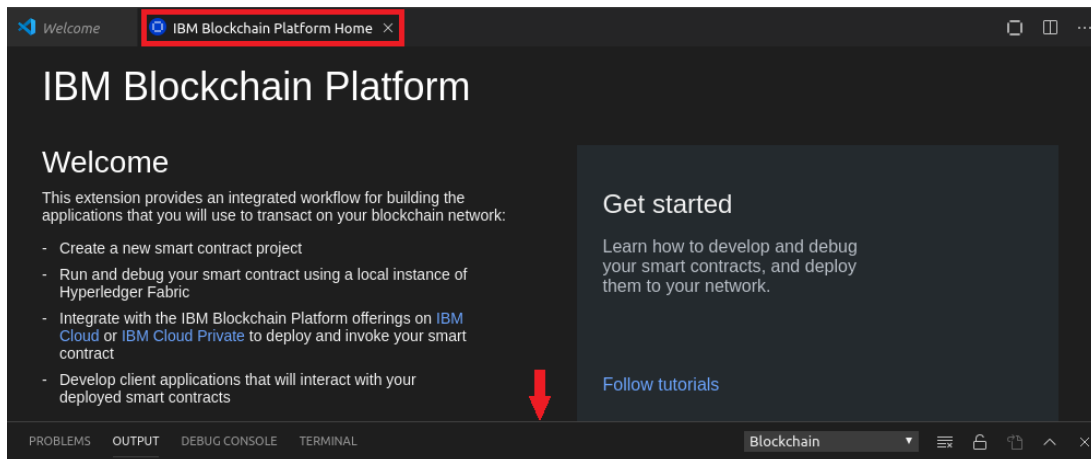 Welcome
IBM Blockchain Platform Home
IBM Blockchain Platform
Welcome
This extension provides an integrated workflow for building the
applications that you will use to transact on your blockchain network:
- Create a new smart contract project
- Run and debug your smart contract using a local instance of
Hyperledger Fabric
- Integrate with the IBM Blockchain Platform offerings on IBM
Cloud or IBM Cloud Private to deploy and invoke your smart
contract
- Develop client applications that will interact with your
deployed smart contracts
Get started
Learn how to develop and debug
your smart contracts, and deploy
them to your network.
Follow tutorials
PROBLEMS OUTPUT DEBUG CONSOLE TERMINAL
Blockchain